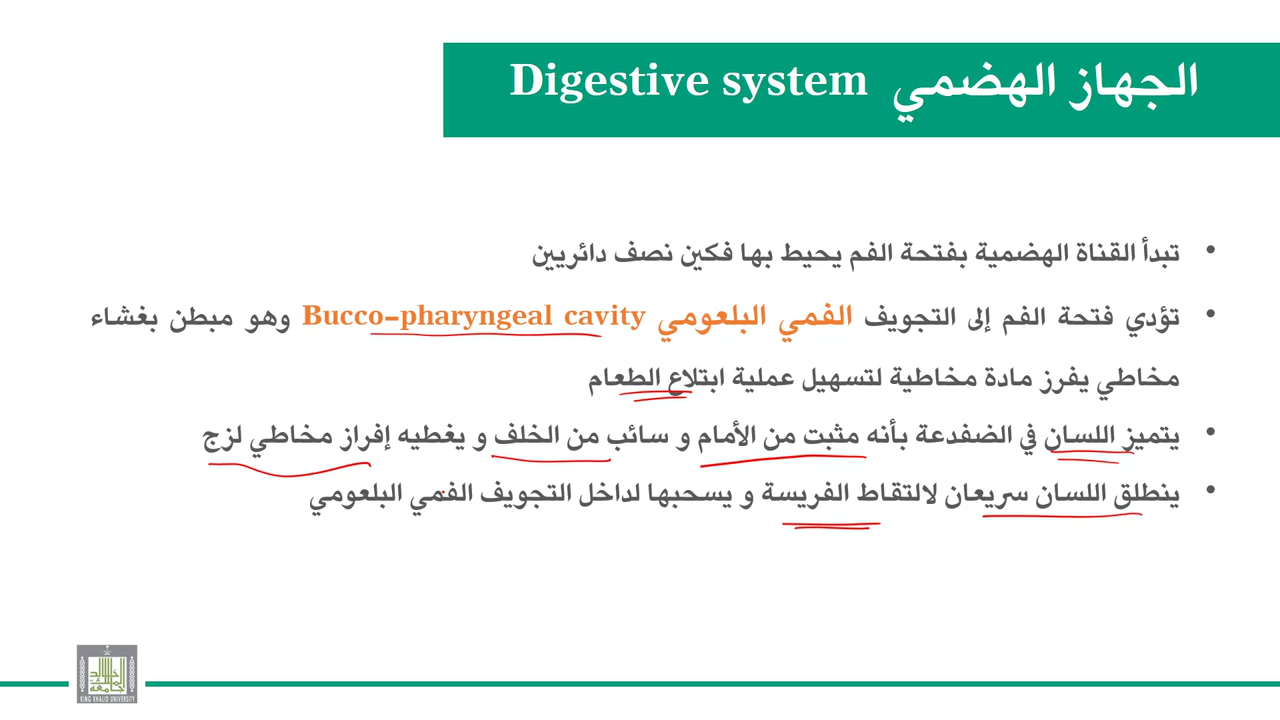 الجهاز الهضمي Digestive system
• تبدأ القناة الهضمية بفتحة الفم يحيط بها فكين نصف دائريين
• تؤدي فتحة الفم إلى التجويف الفمي البلعومي Bucco-pharyngeal cavity وهو مبطن بغشاء
مخاطي يفرز مادة مخاطية لتسهيل عملية ابتلاع الطعام
• يتميز اللسان في الضفدعة بأنه مثبت من الأمام و سائب من الخلف و يغطيه إفراز مخاطي لزج
• ينطلق اللسان سريعان لالتقاط الفريسة و يسحبها لداخل التجويف الفمي البلعومي
KING KHALID UNIVERSITY